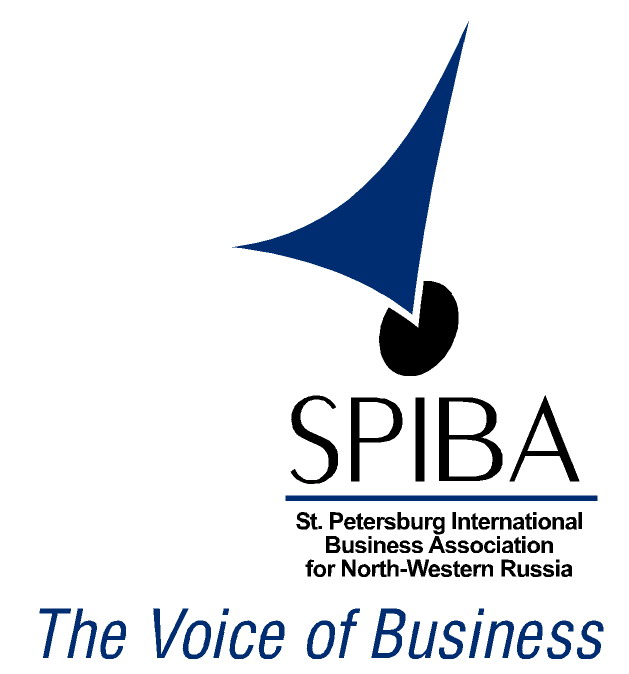 SPIBA
St. Petersburg International
Business Association
for North-Western Russia
The Voice of Business